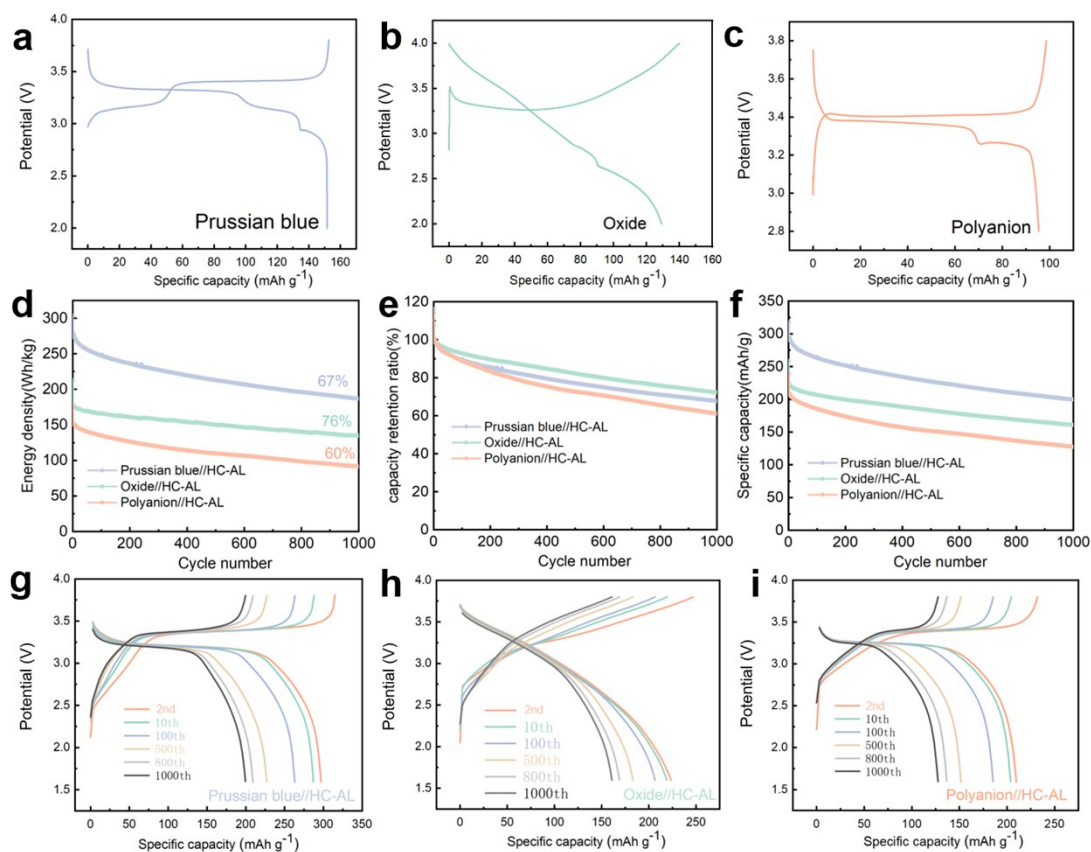 a
4.0
3.5
3.0
2.5
2.0
Potential (V)
Prussian blue
0 20 40 60 80 100 120 140 160
Specific capacity (mAh g-1)
b
4.0
3.5
3.0
2.5
2.0
Potential (V)
Oxide
0 20 40 60 80 100 120 140 160
Specific capacity (mAh g-1)
c
3.8
3.6
3.4
3.2
3.0
2.8
Potential (V)
Polyanion
0 20 40 60 80 100
Specific capacity (mAh g-1)
d
300
250
200
150
100
50
0
Energy density(Wh/kg)
67%
76%
60%
Prussian blue//HC-AL
Oxide//HC-AL
Polyanion//HC-AL
0 200 400 600 800 1000
Cycle number
e
120
100
80
60
40
20
0
capacity retention ratio(%)
Prussian blue//HC-AL
Oxide//HC-AL
Polyanion//HC-AL
0 200 400 600 800 1000
Cycle number
f
350
300
250
200
150
100
50
0
Specific capacity(mAh/g)
Prussian blue//HC-AL
Oxide//HC-AL
Polyanion//HC-AL
0 200 400 600 800 1000
Cycle number
g
4.0
3.5
3.0
2.5
2.0
1.5
Potential (V)
2nd
10th
100th
500th
800th
1000th
Prussian blue//HC-AL
0 50 100 150 200 250 300 350
Specific capacity (mAh g-1)
h
4.0
3.5
3.0
2.5
2.0
1.5
Potential (V)
2nd
10th
100th
500th
800th
1000th
Oxide//HC-AL
0 50 100 150 200 250
Specific capacity (mAh g-1)
i
4.0
3.5
3.0
2.5
2.0
1.5
Potential (V)
2nd
10th
100th
500th
800th
1000th
Polyanion//HC-AL
0 50 100 150 200 250
Specific capacity (mAh g-1)